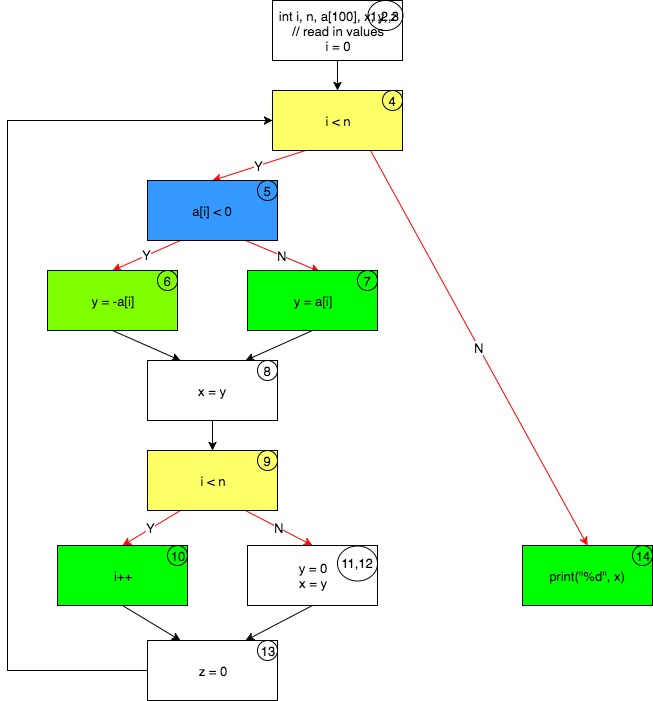 int i, n, a[100], x, y, z
1,2,3
// read in values
i = 0
4
i < n
Y
5
a[i] < 0
Y
N
6
y = -a[i]
7
y = a[i]
N
8
x = y
9
i < n
Y
N
10
i++
11,12
y = 0
x = y
14
print("%d", x)
13
z = 0